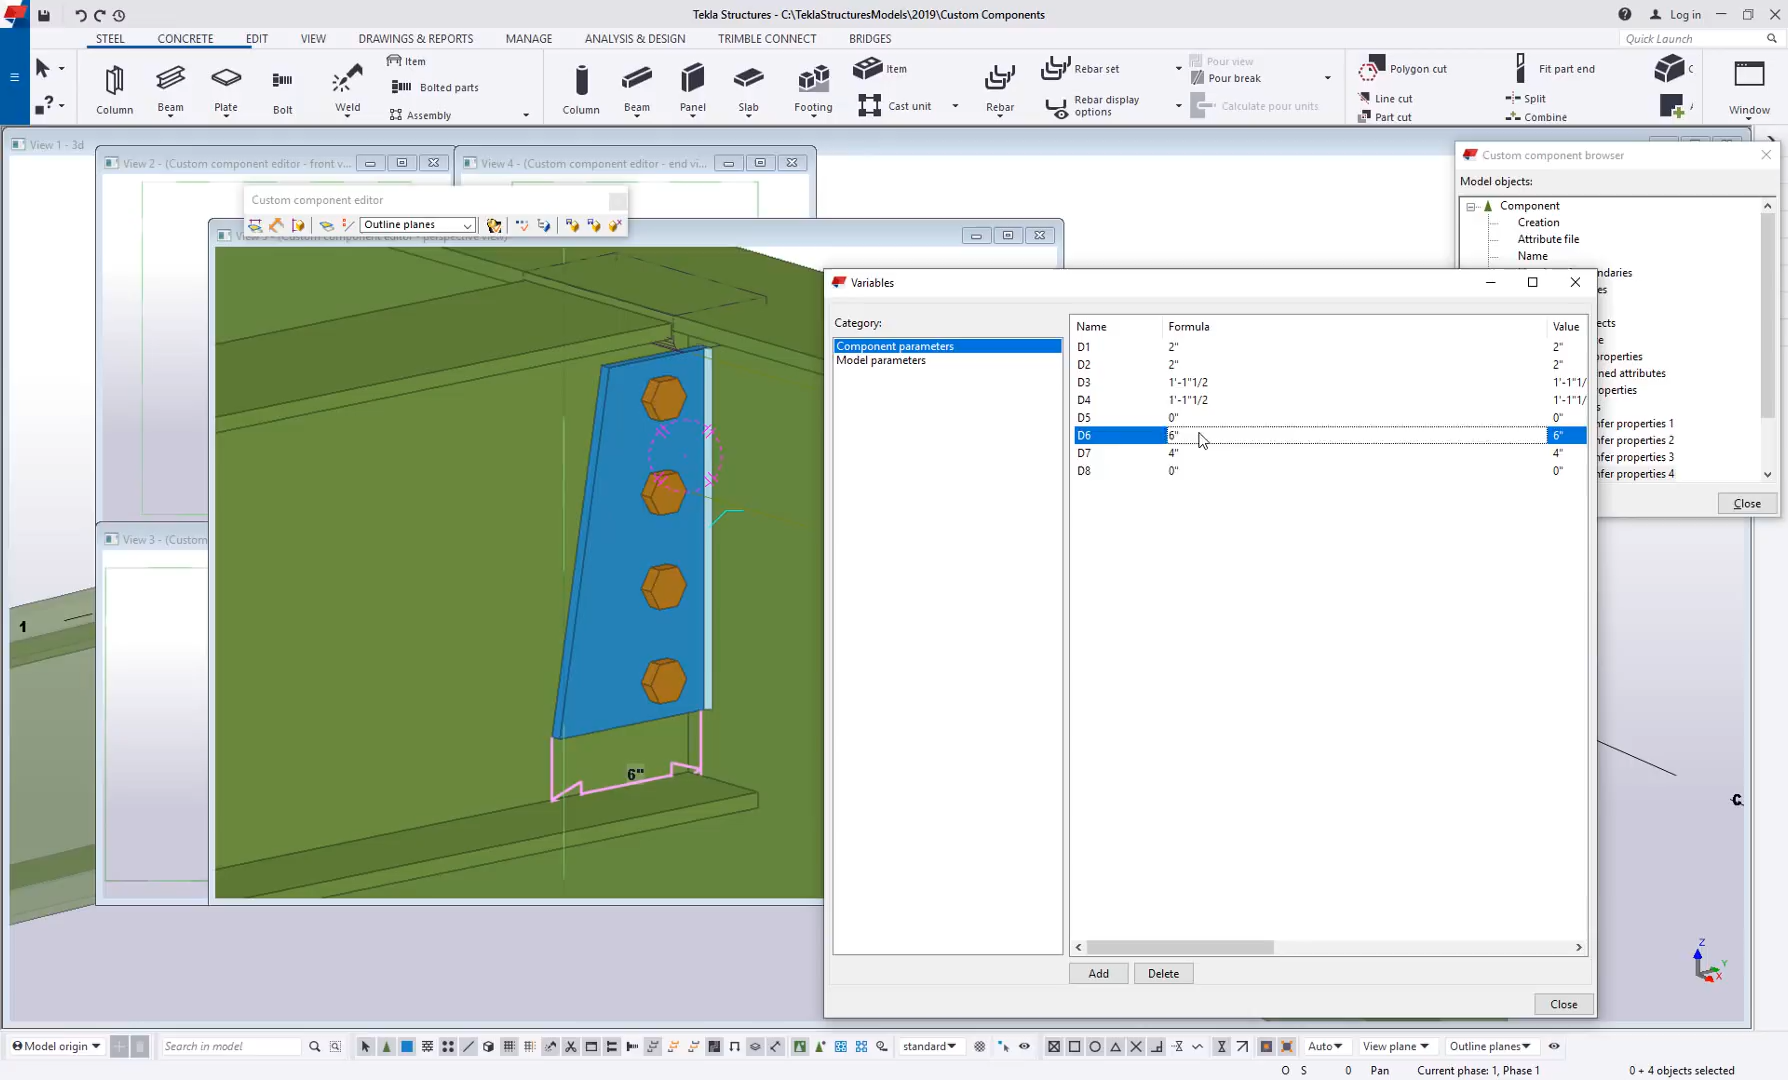 Tekla Structures - C:\TeklaStructuresModels\2019\Custom Components
Log in
STEEL CONCRETE EDIT VIEW DRAWINGS & REPORTS MANAGE ANALYSIS & DESIGN TRIMBLE CONNECT BRIDGES
Quick Launch
Column Beam Plate Bolt Weld
Item
Bolted parts
Assembly
Column Beam Panel Slab Footing
Item
Cast unit
Rebar
Rebar set
Rebar display options
Pour view
Pour break
Calculate pour units
Polygon cut
Line cut
Part cut
Fit part end
Split
Combine
C
Window
View 1 - 3d
View 2 - (Custom component editor - front v...
View 4 - (Custom component editor - end vi...
Custom component editor
Outline planes
View 3 - (Custom
6"
1
C
Custom component browser
Model objects:
Component
Creation
Attribute file
Name
Close
Variables
Category:
Component parameters
Model parameters
Name Formula Value
D1 2" 2"
D2 2" 2"
D3 1'-1"1/2 1'-1"1/
D4 1'-1"1/2 1'-1"1/
D5 0" 0"
D6 6" 6"
D7 4" 4"
D8 0" 0"
Add Delete
Close
Z
Y
X
Model origin
Search in model
standard
Auto
View plane
Outline planes
O S 0 Pan Current phase: 1, Phase 1 0 + 4 objects selected